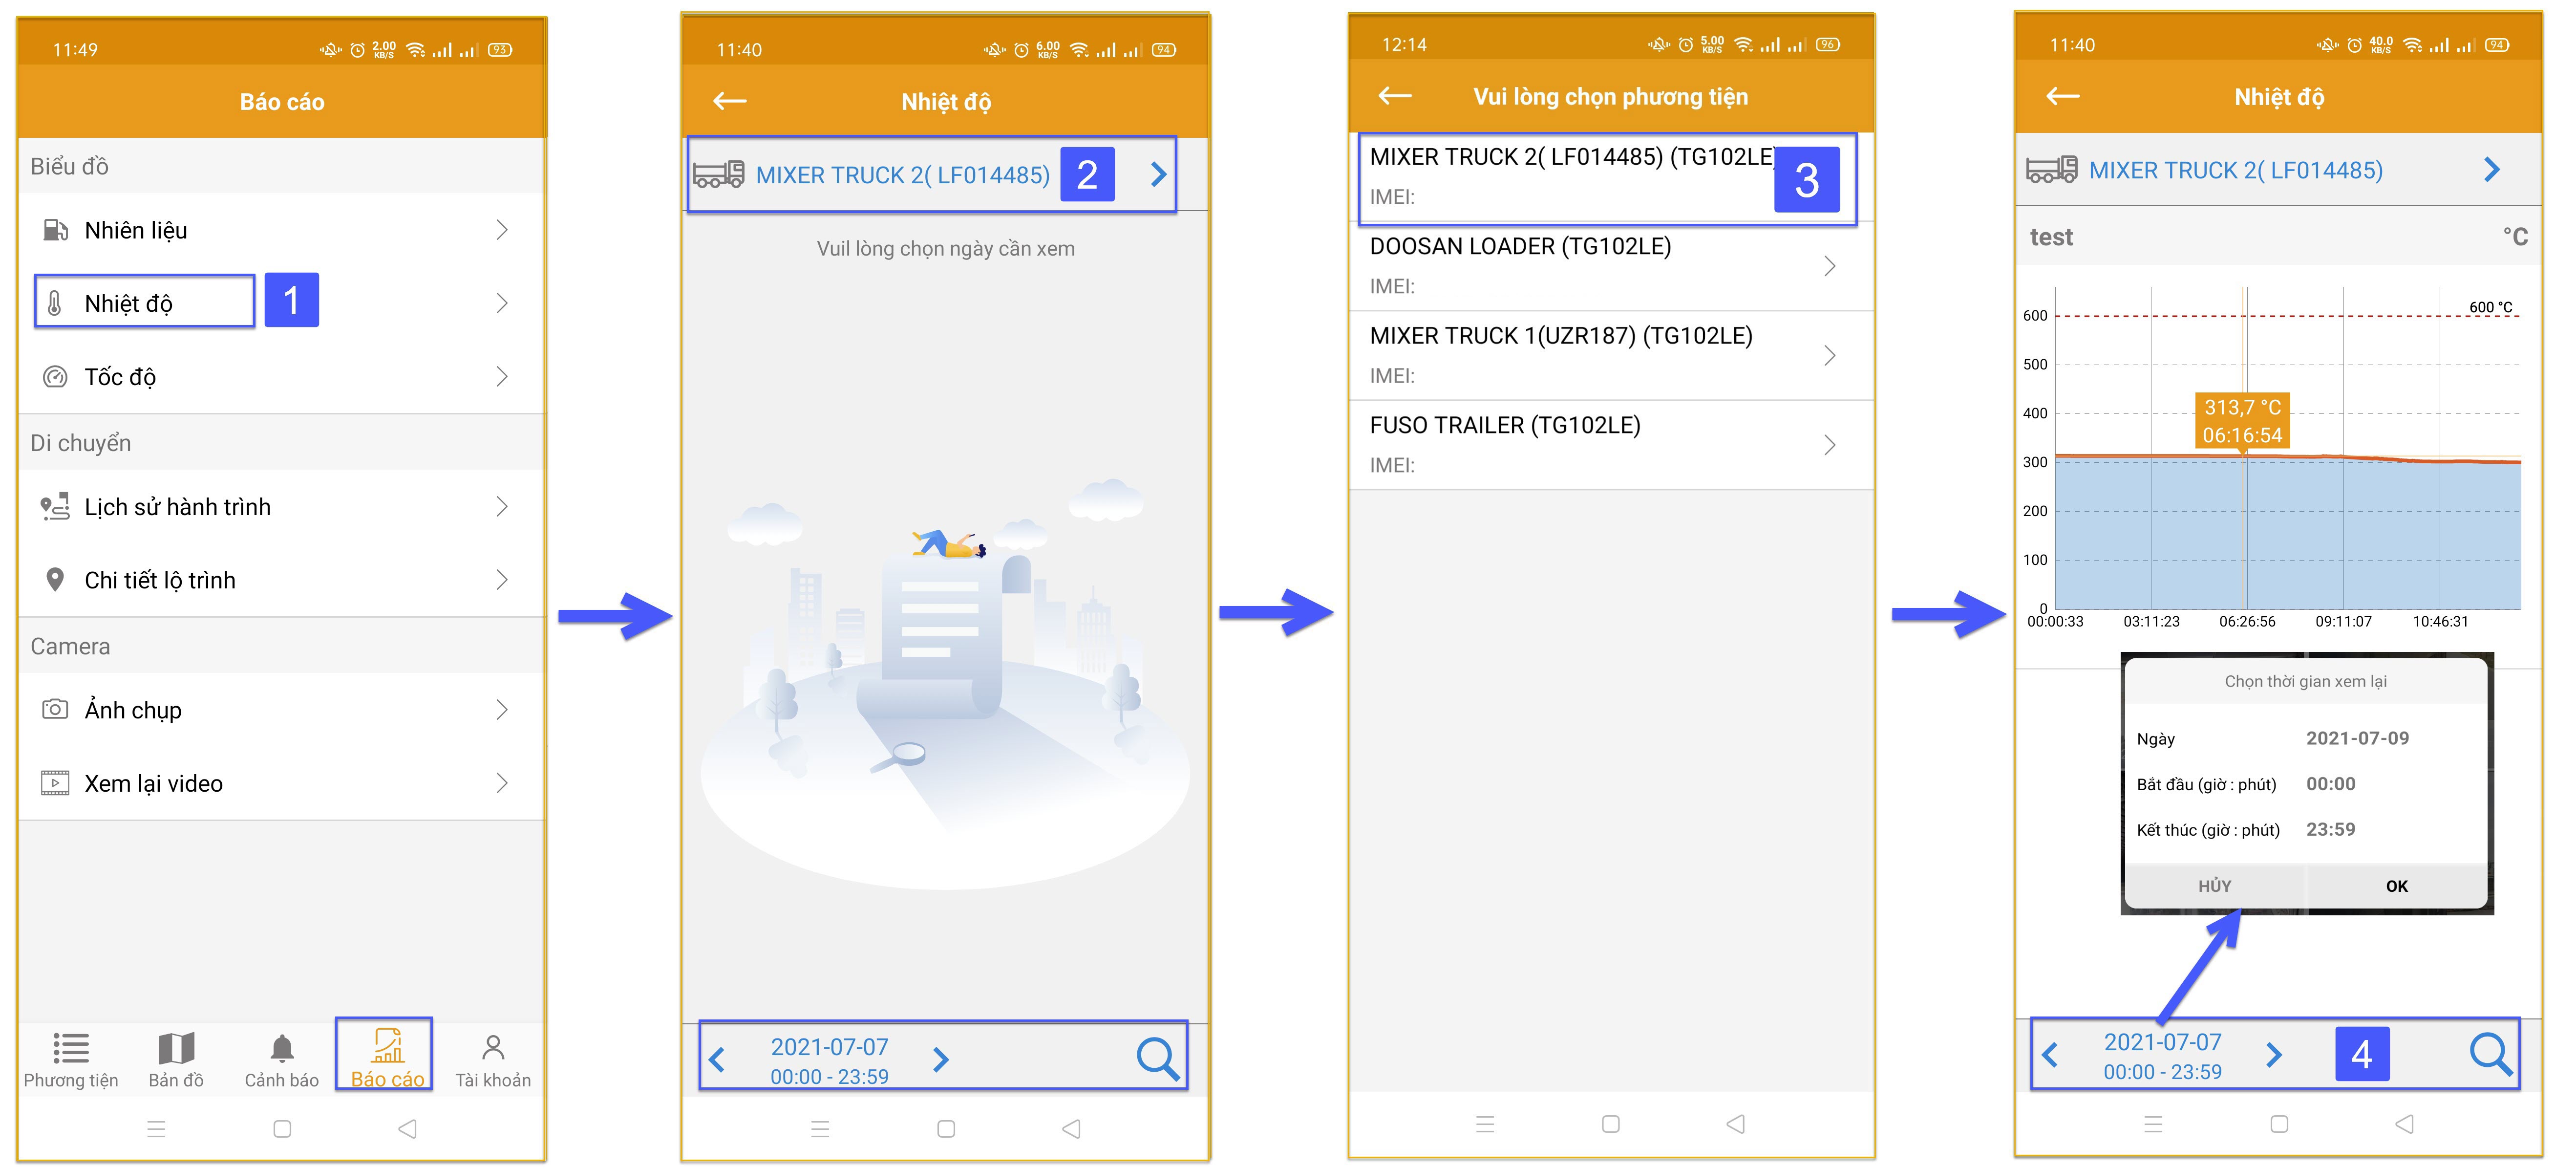 11:49
2.00
KB/S
93
Báo cáo
Biểu đồ
Nhiên liệu
Nhiệt độ
1
Tốc độ
Di chuyển
Lịch sử hành trình
Chi tiết lộ trình
Camera
Ảnh chụp
Xem lại video
Phương tiện
Bản đồ
Cảnh báo
Báo cáo
Tài khoản
11:40
6.00
KB/S
94
Nhiệt độ
MIXER TRUCK 2( LF014485)
2
Vuil lòng chọn ngày cần xem
2021-07-07
00:00 - 23:59
12:14
5.00
KB/S
96
Vui lòng chọn phương tiện
MIXER TRUCK 2( LF014485) (TG102LE)
IMEI:
3
DOOSAN LOADER (TG102LE)
IMEI:
MIXER TRUCK 1(UZR187) (TG102LE)
IMEI:
FUSO TRAILER (TG102LE)
IMEI:
11:40
40.0
KB/S
94
Nhiệt độ
MIXER TRUCK 2( LF014485)
test
°C
600 °C
600
500
400
313,7 °C
06:16:54
300
200
100
0
00:00:33
03:11:23
06:26:56
09:11:07
10:46:31
Chọn thời gian xem lại
Ngày
2021-07-09
Bắt đầu (giờ : phút)
00:00
Kết thúc (giờ : phút)
23:59
HỦY
OK
2021-07-07
00:00 - 23:59
4